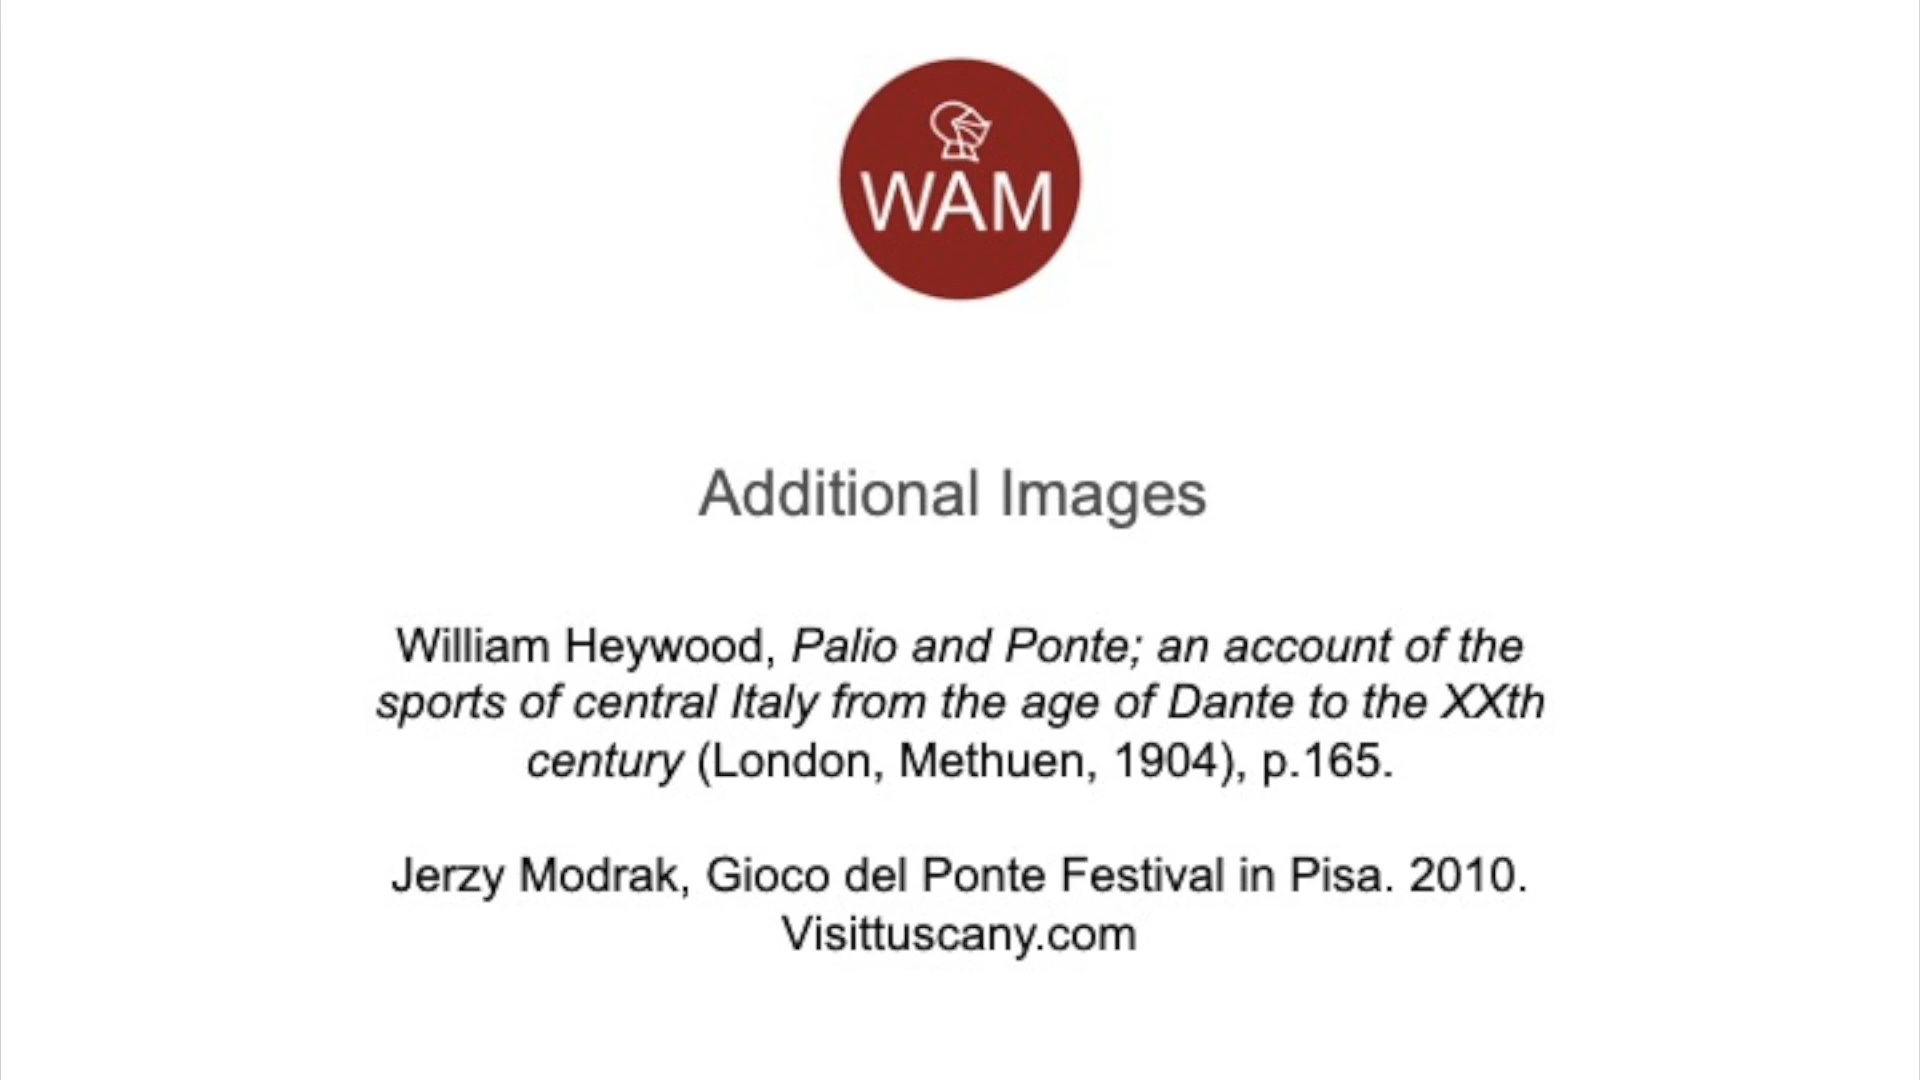 WAM
Additional Images
William Heywood, Palio and Ponte; an account of the
sports of central Italy from the age of Dante to the XXth
century (London, Methuen, 1904), p.165.
Jerzy Modrak, Gioco del Ponte Festival in Pisa. 2010.
Visittuscany.com